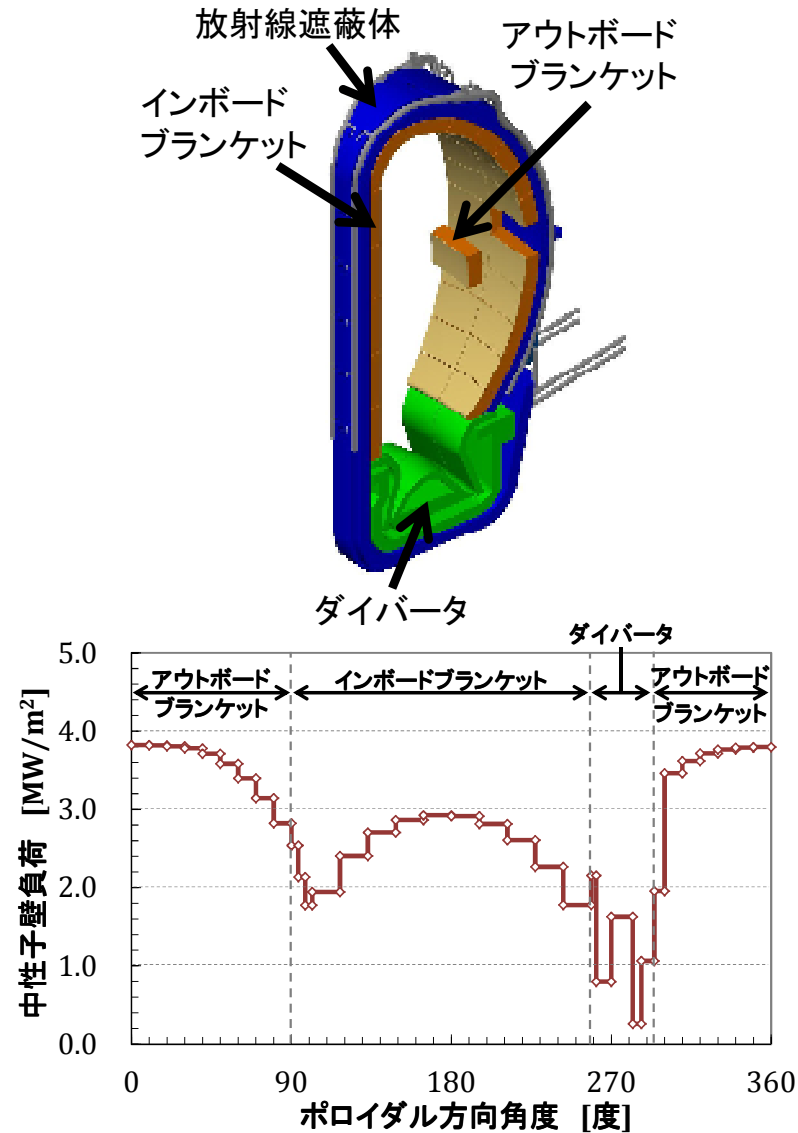 放射線遮蔽体
アウトボード
ブランケット
インボード
ブランケット
ダイバータ
ダイバータ
5.0
アウトボード
ブランケット
インボードブランケット
アウトボード
ブランケット
4.0
3.0
2.0
1.0
0.0
中性子壁負荷 [MW/m²]
0
90
180
270
360
ポロイダル方向角度 [度]